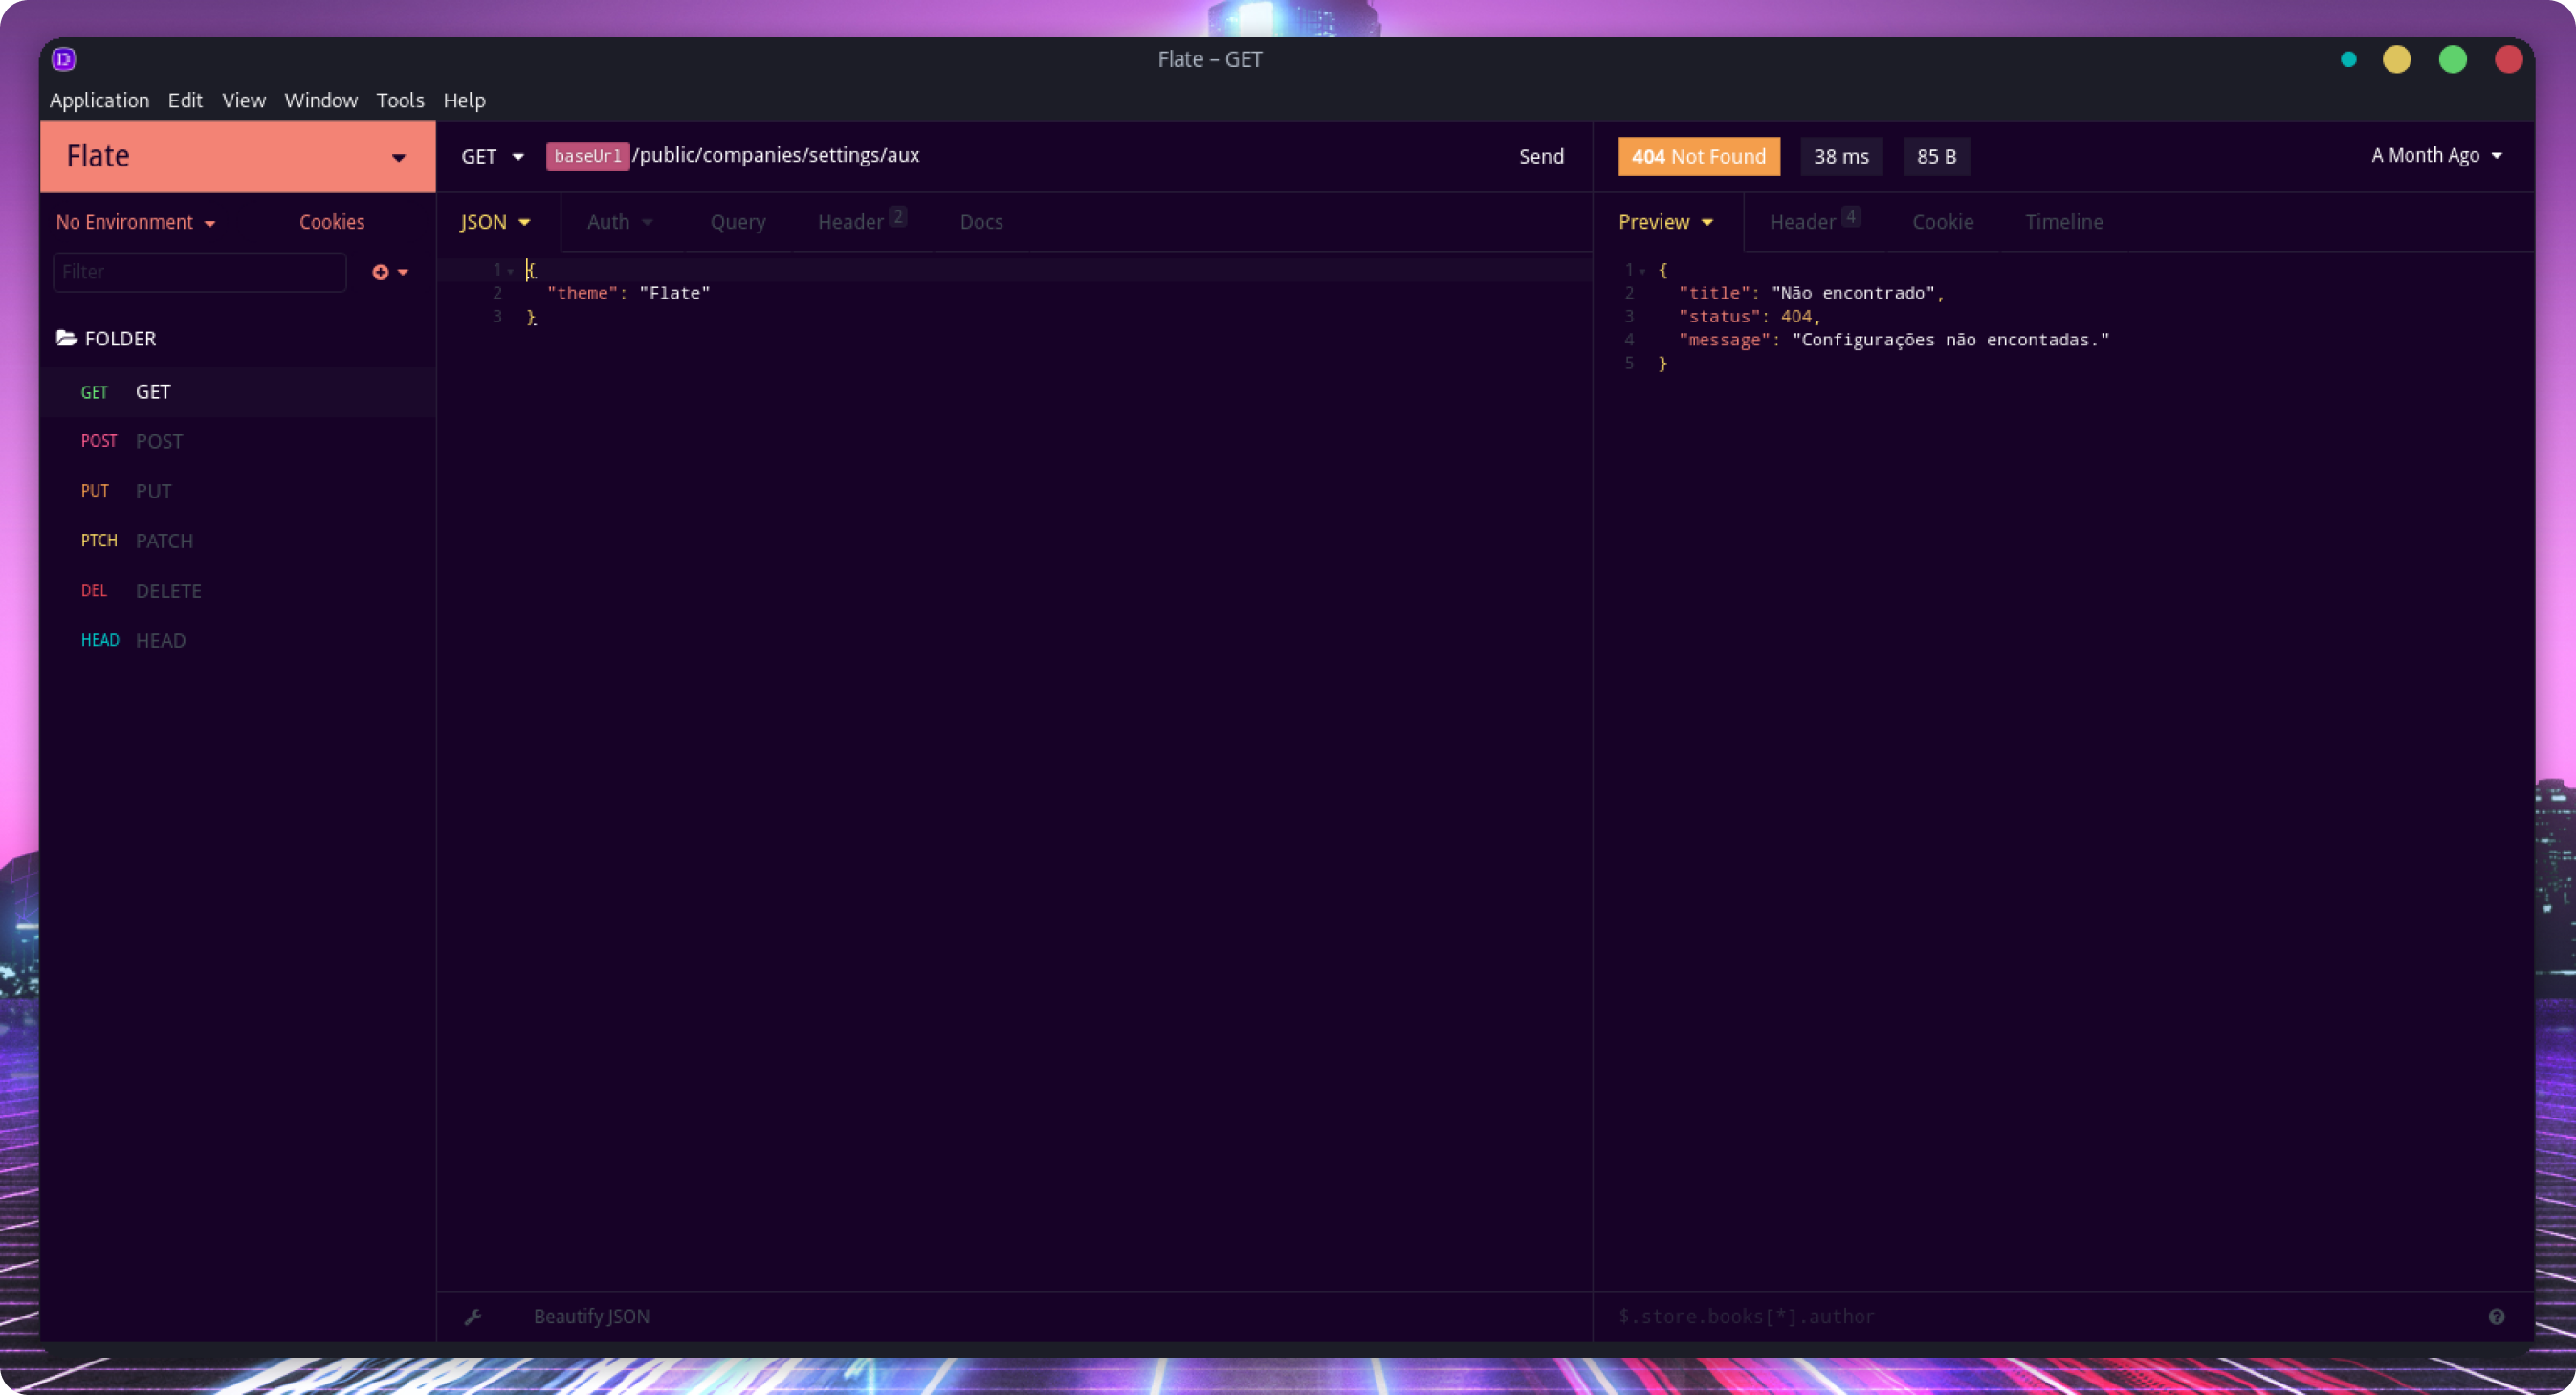 Flate – GET
Application Edit View Window Tools Help
Flate
GET baseUrl/public/companies/settings/aux Send
404 Not Found 38 ms 85 B A Month Ago
No Environment Cookies
JSON Auth Query Header 2 Docs
Preview Header 4 Cookie Timeline
Filter
FOLDER
GET GET
POST POST
PUT PUT
PTCH PATCH
DEL DELETE
HEAD HEAD
1 {
2 "theme": "Flate"
3 }
1 {
2 "title": "Não encontrado",
3 "status": 404,
4 "message": "Configurações não encontadas."
5 }
Beautify JSON
$.store.books[*].author